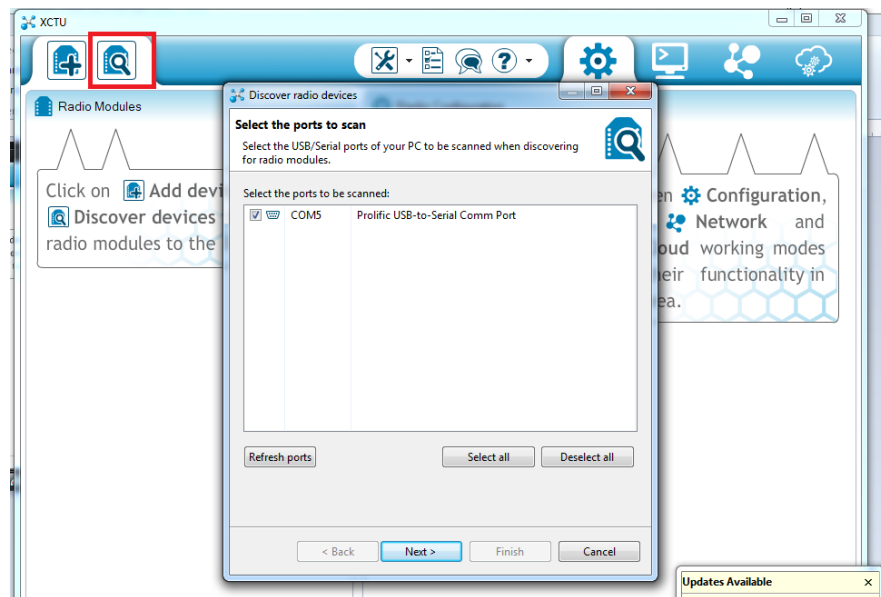 XCTU
Radio Modules
Click on Add devi
Discover devices
radio modules to the
Discover radio devices
Select the ports to scan
Select the USB/Serial ports of your PC to be scanned when discovering
for radio modules.
Select the ports to be scanned:
COM5 Prolific USB-to-Serial Comm Port
Refresh ports
Select all
Deselect all
< Back
Next >
Finish
Cancel
en Configuration,
Network and
oud working modes
heir functionality in
ea.
Updates Available